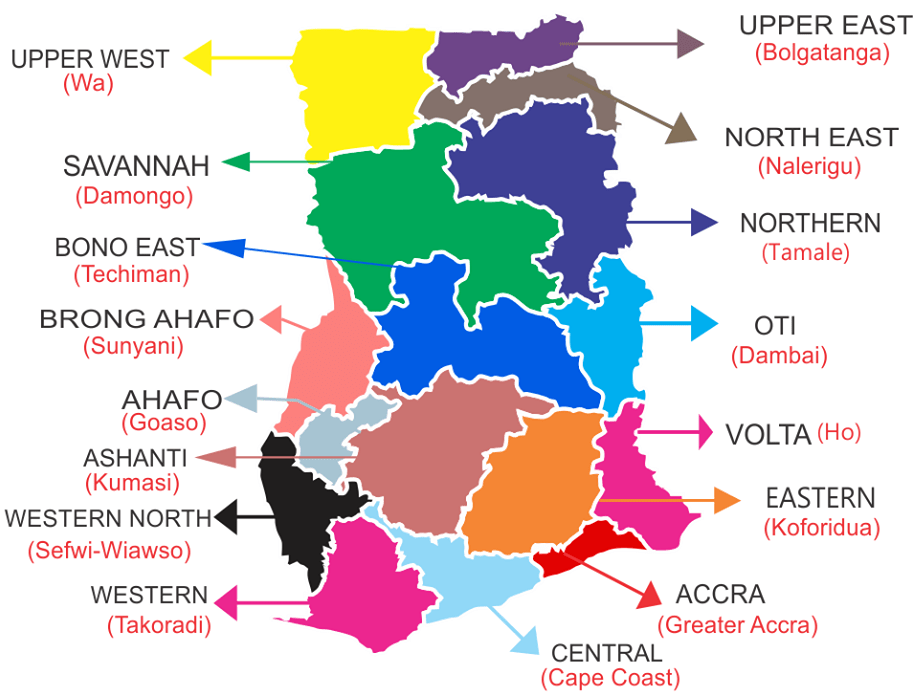 UPPER WEST
(Wa)
UPPER EAST
(Bolgatanga)
NORTH EAST
(Nalerigu)
SAVANNAH
(Damongo)
NORTHERN
(Tamale)
BONO EAST
(Techiman)
BRONG AHAFO
(Sunyani)
OTI
(Dambai)
AHAFO
(Goaso)
VOLTA (Ho)
ASHANTI
(Kumasi)
EASTERN
(Koforidua)
WESTERN NORTH
(Sefwi-Wiawso)
WESTERN
(Takoradi)
ACCRA
(Greater Accra)
CENTRAL
(Cape Coast)